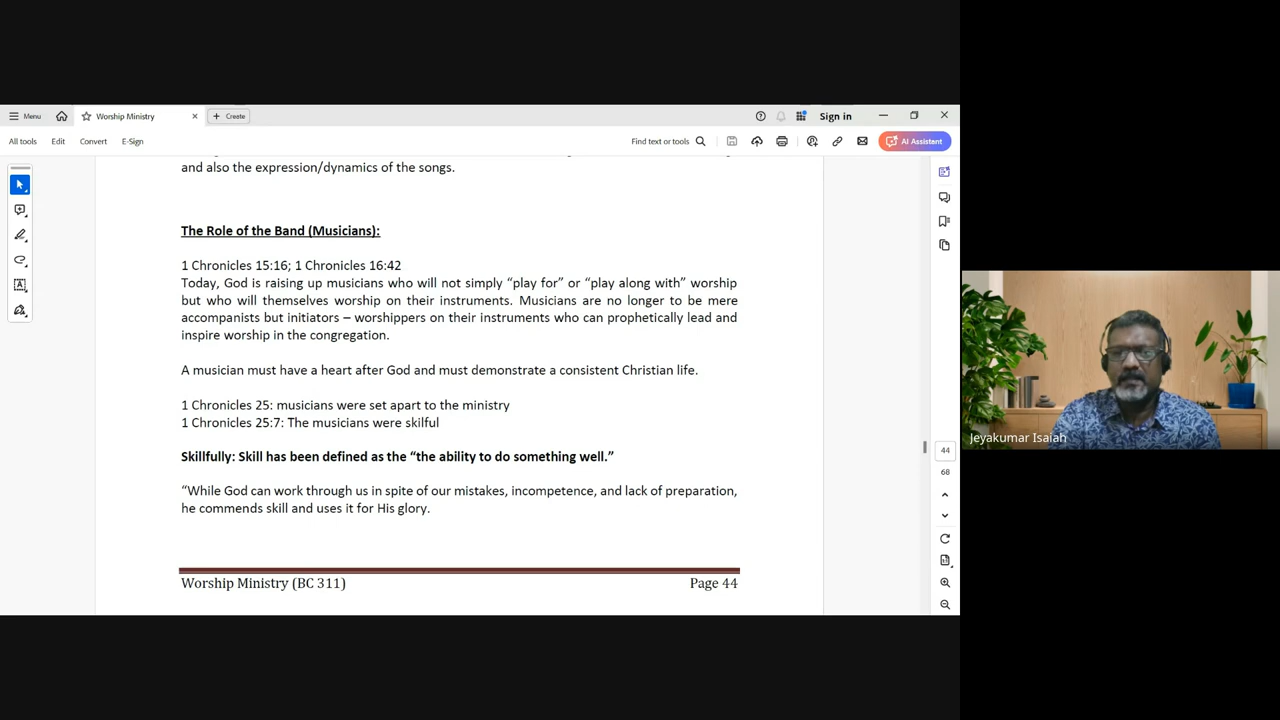 Menu
Worship Ministry
Create
Sign in
All tools
Edit
Convert
E-Sign
Find text or tools
AI Assistant
and also the expression/dynamics of the songs.
The Role of the Band (Musicians):
1 Chronicles 15:16; 1 Chronicles 16:42
Today, God is raising up musicians who will not simply “play for” or “play along with” worship
but who will themselves worship on their instruments. Musicians are no longer to be mere
accompanists but initiators – worshippers on their instruments who can prophetically lead and
inspire worship in the congregation.
A musician must have a heart after God and must demonstrate a consistent Christian life.
1 Chronicles 25: musicians were set apart to the ministry
1 Chronicles 25:7: The musicians were skilful
Skillfully: Skill has been defined as the “the ability to do something well.”
“While God can work through us in spite of our mistakes, incompetence, and lack of preparation,
he commends skill and uses it for His glory.
Worship Ministry (BC 311)
Page 44
44
68
Jeyakumar Isaiah